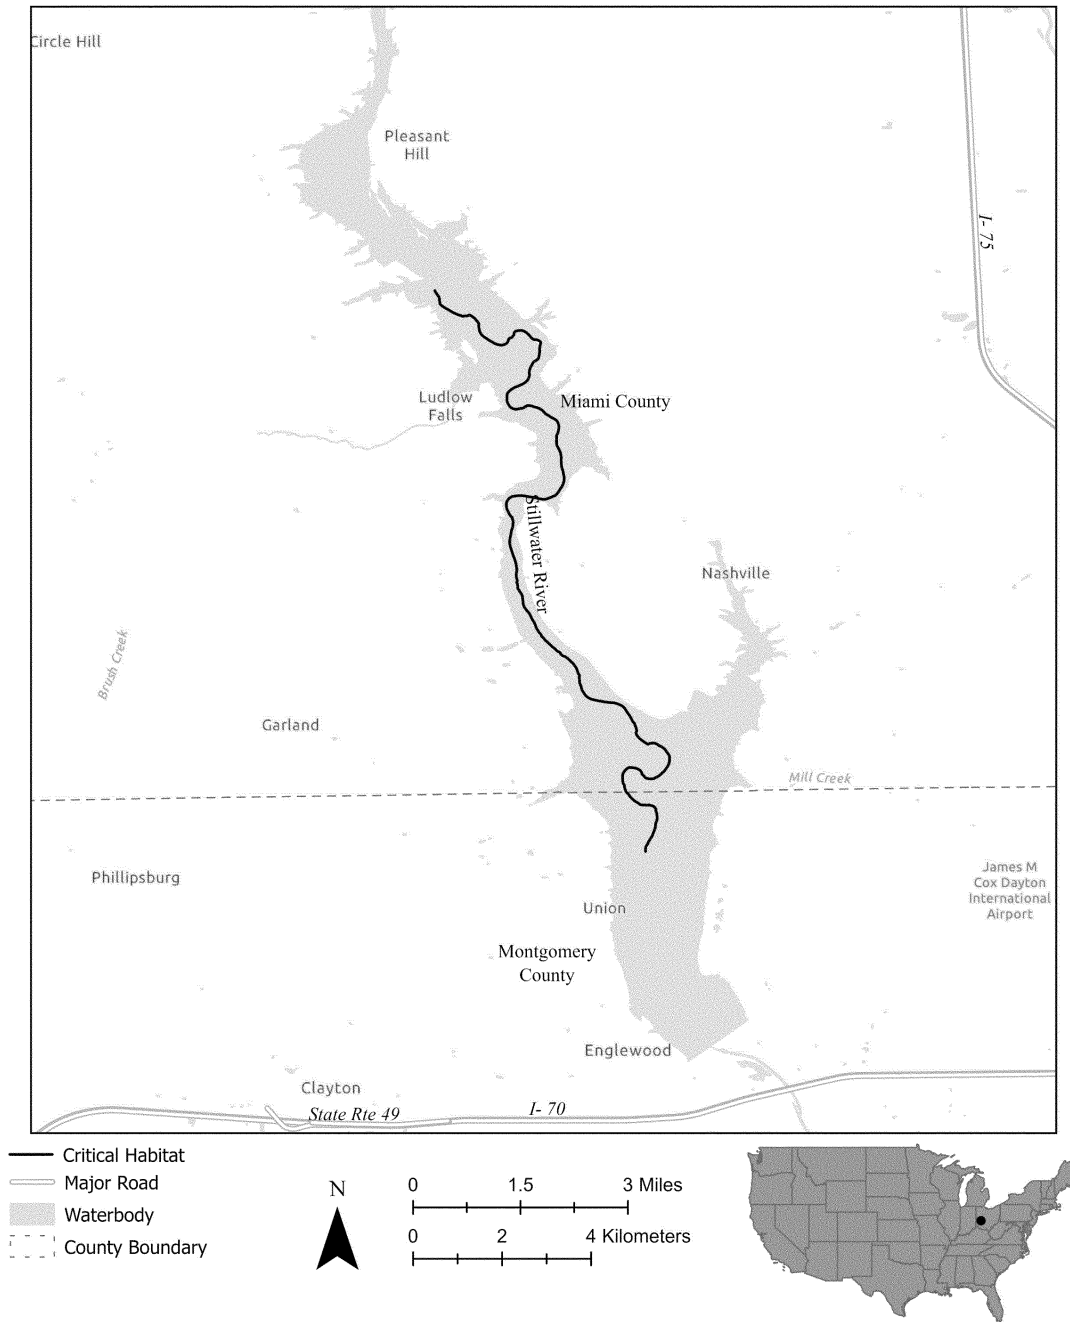 Circle Hill
Pleasant
Hill
I- 75
Ludlow
Falls
Miami County
Stillwater River
Nashville
Brush Creek
Garland
Mill Creek
Phillipsburg
James M
Cox Dayton
International
Airport
Union
Montgomery
County
Englewood
Clayton
State Rte 49
I- 70
Critical Habitat
Major Road
Waterbody
County Boundary
N
0 1.5 3 Miles
0 2 4 Kilometers